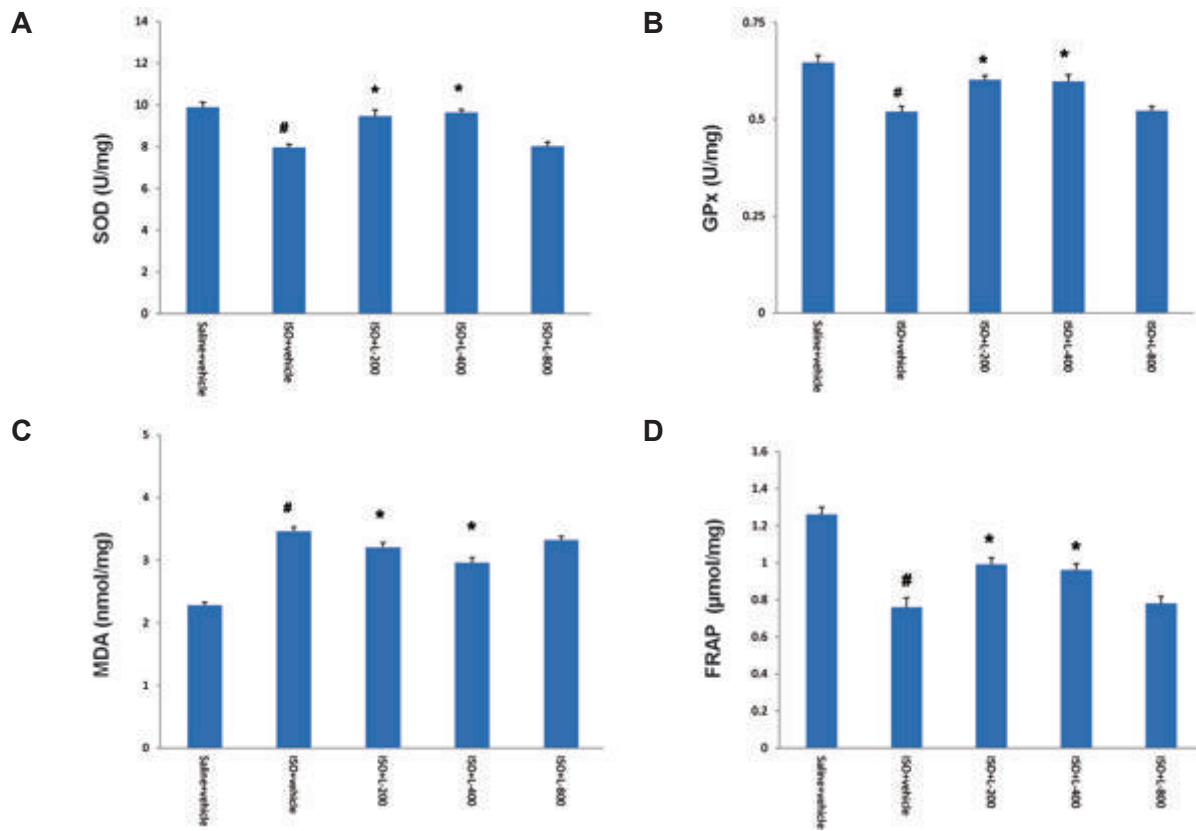 A
SOD (U/mg)
14
12
10
8
6
4
2
0
#
*
*
Saline+vehicle
ISO+vehicle
ISO+L-200
ISO+L-400
ISO+L-800
B
GPx (U/mg)
0.75
0.5
0.25
0
#
*
*
Saline+vehicle
ISO+vehicle
ISO+L-200
ISO+L-400
ISO+L-800
C
MDA (nmol/mg)
5
4
3
2
1
0
#
*
*
Saline+vehicle
ISO+vehicle
ISO+L-200
ISO+L-400
ISO+L-800
D
FRAP (µmol/mg)
1.6
1.4
1.2
1
0.8
0.6
0.4
0.2
0
#
*
*
Saline+vehicle
ISO+vehicle
ISO+L-200
ISO+L-400
ISO+L-800